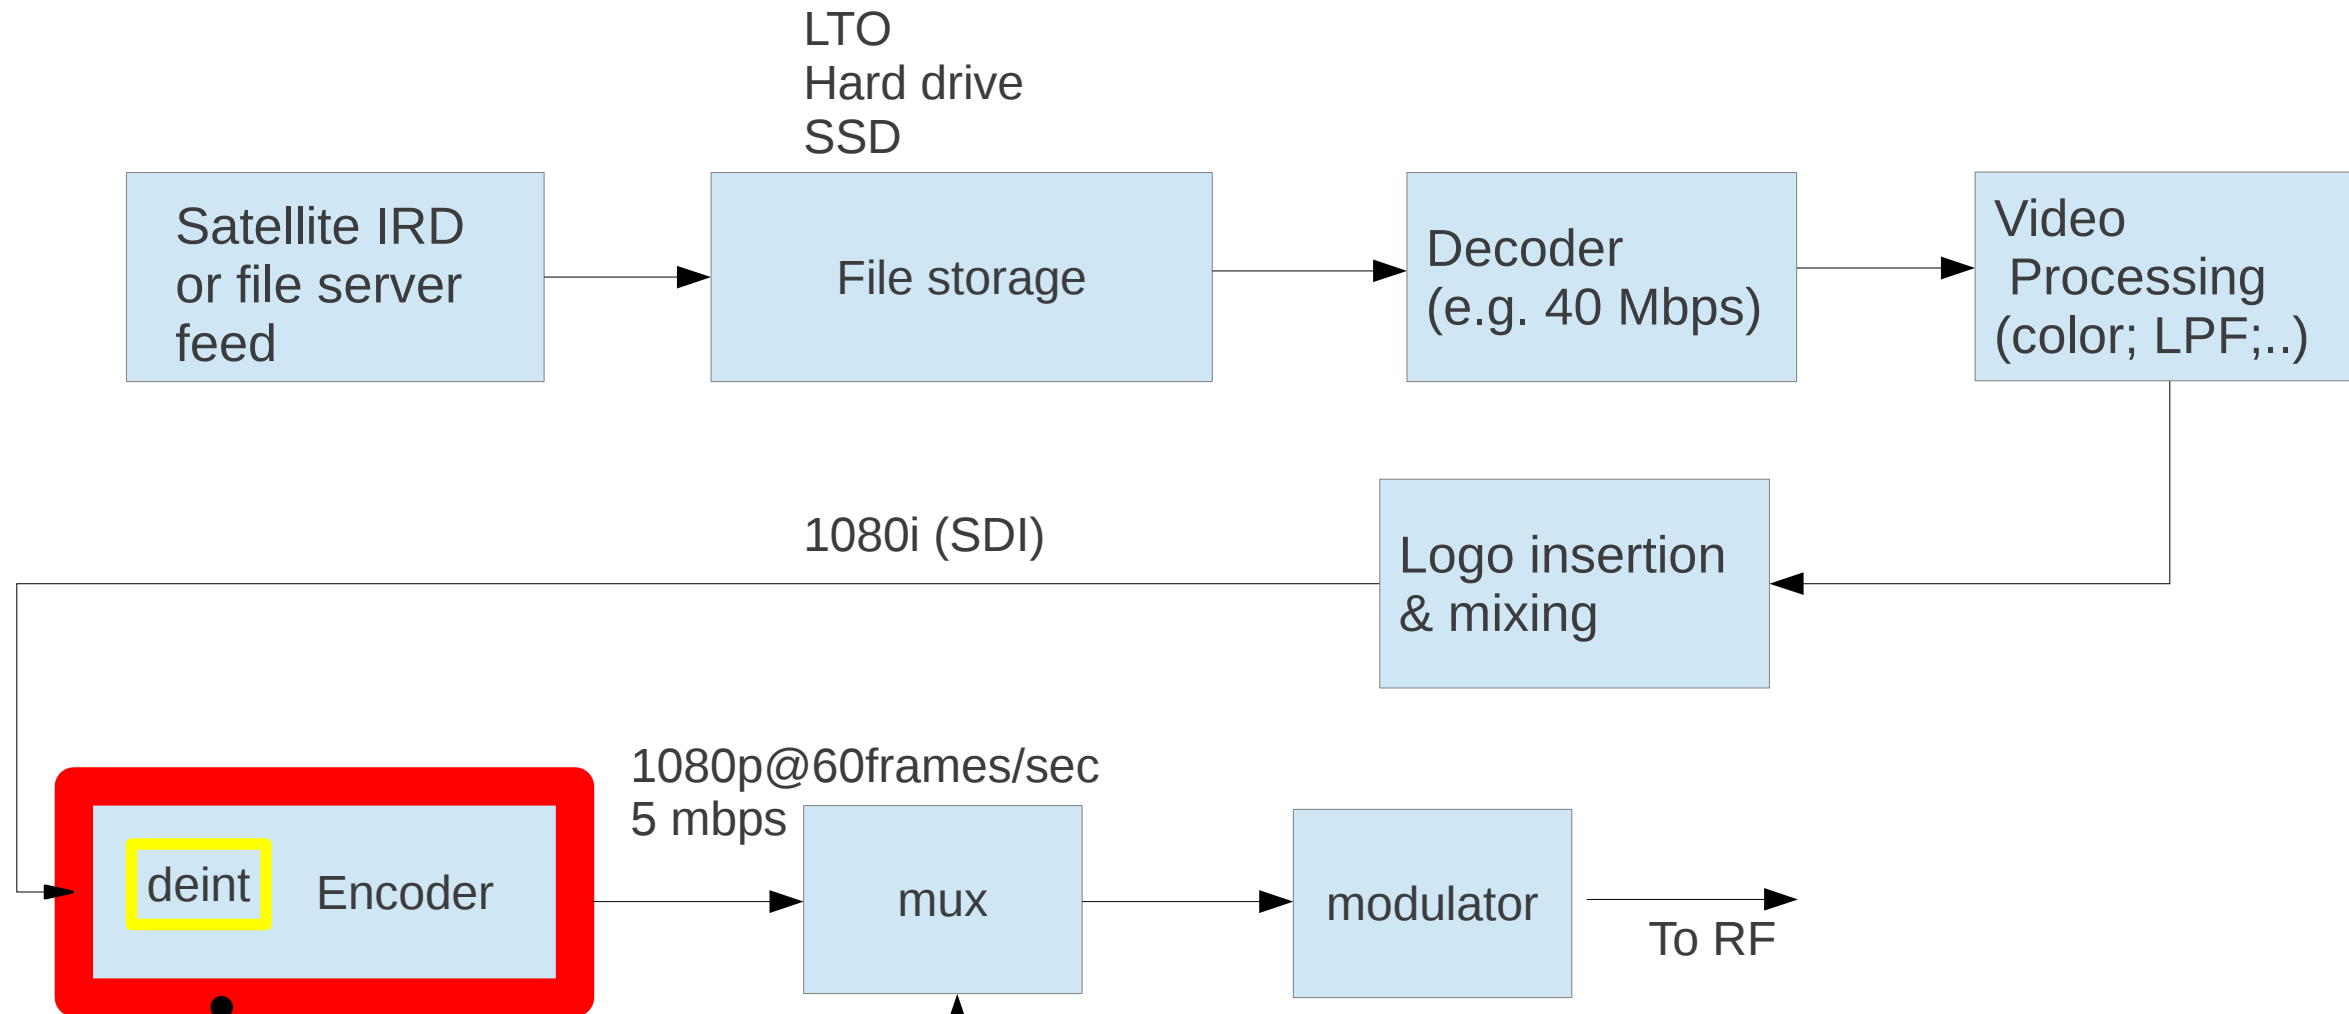 LTO
Hard drive
SSD
Satellite IRD
or file server
feed
File storage
Decoder
(e.g. 40 Mbps)
Video
Processing
(color; LPF;..)
1080i (SDI)
Logo insertion
& mixing
1080p@60frames/sec
5 mbps
deint
Encoder
mux
modulator
To RF